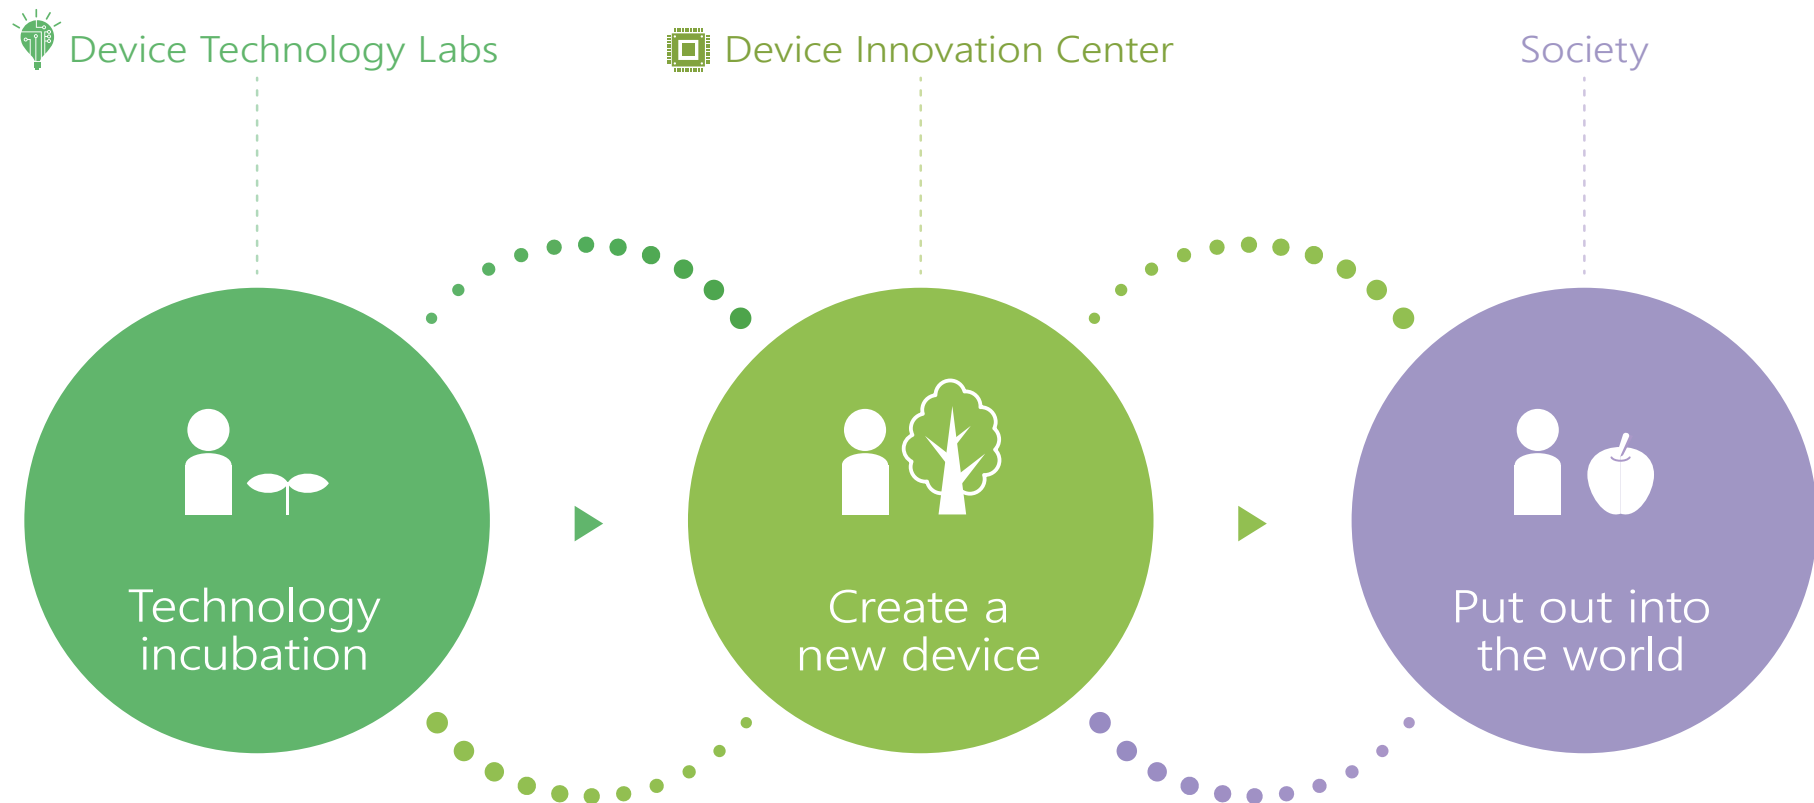 Device Technology Labs
Device Innovation Center
Society
Technology
incubation
Create a
new device
Put out into
the world